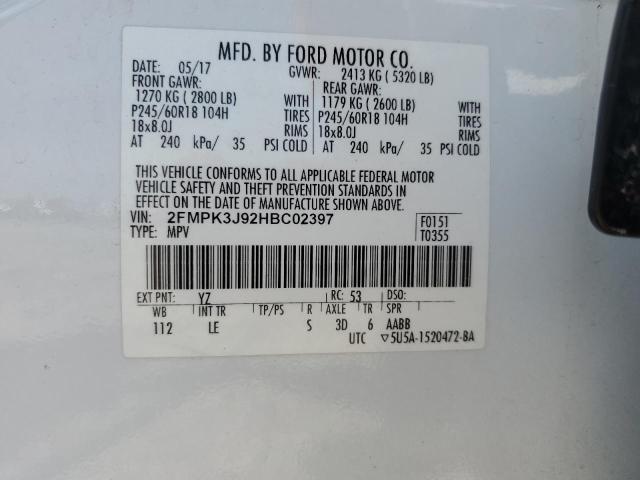 MFD. BY FORD MOTOR CO.
DATE: 05/17 GVWR: 2413 KG ( 5320 LB)
FRONT GAWR: REAR GAWR:
1270 KG ( 2800 LB) WITH 1179 KG ( 2600 LB) WITH
P245/60R18 104H TIRES P245/60R18 104H TIRES
18x8.0J RIMS 18x8.0J RIMS
AT 240 kPa/ 35 PSI COLD AT 240 kPa/ 35 PSI COLD
THIS VEHICLE CONFORMS TO ALL APPLICABLE FEDERAL MOTOR
VEHICLE SAFETY AND THEFT PREVENTION STANDARDS IN
EFFECT ON THE DATE OF MANUFACTURE SHOWN ABOVE.
VIN: 2FMPK3J92HBC02397 F0151
TYPE: MPV T0355
EXT PNT: YZ RC: 53 DSO:
WB INT TR TP/PS R AXLE TR SPR
112 LE S 3D 6 AABB
UTC ▽5U5A-1520472-BA